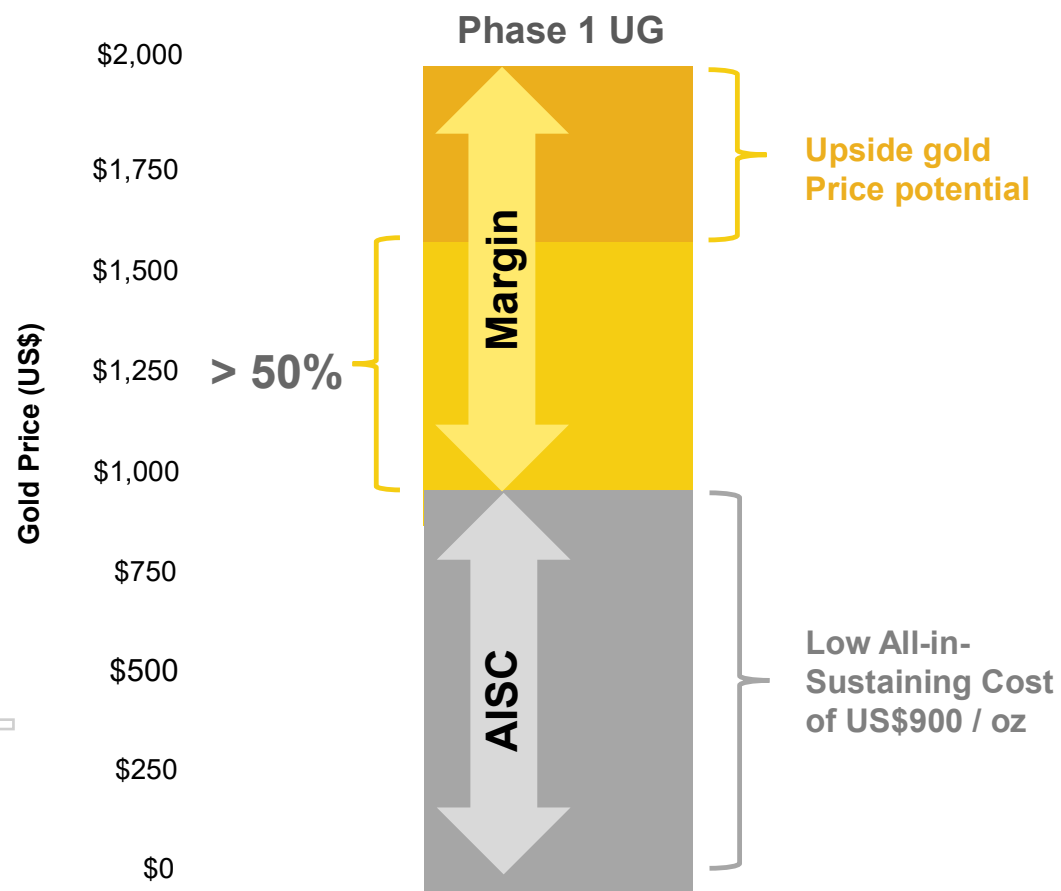 Phase 1 UG
$2,000
$1,750
$1,500
$1,250
$1,000
$750
$500
$250
$0
Gold Price (US$)
> 50%
Margin
AISC
Upside gold
Price potential
Low All-in-
Sustaining Cost
of US$900 / oz